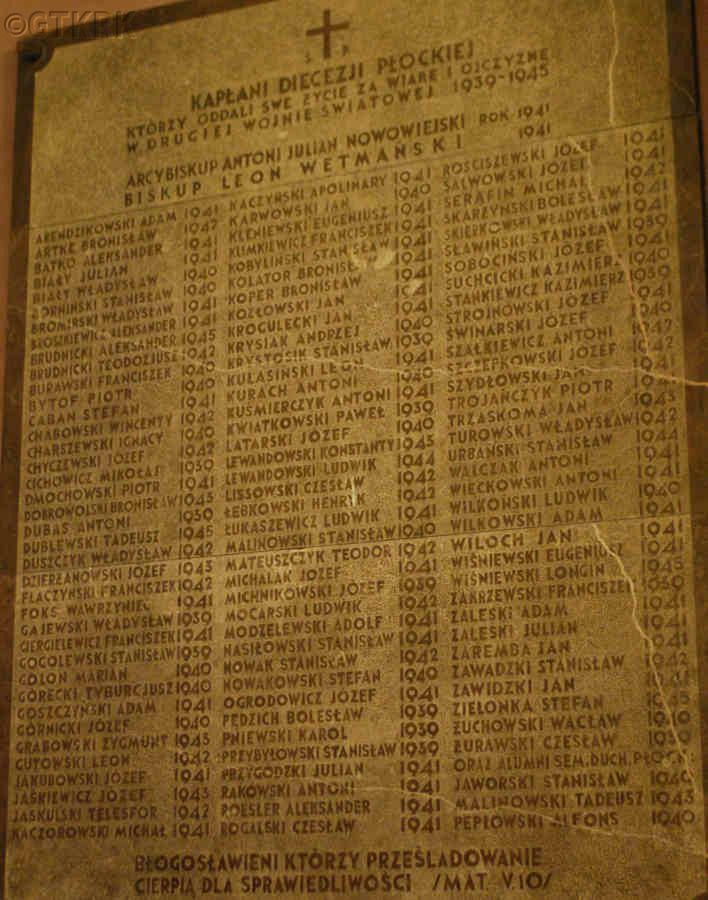 ©GTKRK
S P
KAPŁANI DIECEZJI PŁOCKIEJ
KTÓRZY ODDALI SWE ŻYCIE ZA WIARĘ I OJCZYZNĘ
W DRUGIEJ WOJNIE ŚWIATOWEJ 1939-1945
ARCYBISKUP ANTONI JULIAN NOWOWIEJSKI ROK 1941
BISKUP LEON WETMAŃSKI 1941
ARENDZIKOWSKI ADAM 1941
ARTKE BRONISŁAW 1942
BATKO ALEKSANDER 1941
BIAŁY JULIAN 1941
BIAŁY WŁADYSŁAW 1940
BORNIŃSKI STANISŁAW 1940
BROMIRSKI WŁADYSŁAW 1941
BROSZKIEWICZ ALEKSANDER 1941
BRUDNICKI ALEKSANDER 1945
BRUDNICKI TEODOZJUSZ 1942
BURAWSKI FRANCISZEK 1940
BYTOF PIOTR 1940
CABAN STEFAN 1941
CHABOWSKI WINCENTY 1942
CHARSZEWSKI IGNACY 1940
CHYCZEWSKI JÓZEF 1942
CICHOWICZ MIKOŁAJ 1939
DMOCHOWSKI PIOTR 1941
DOBROWOLSKI BRONISŁAW 1945
DUBAS ANTONI 1939
DUBLEWSKI TADEUSZ 1945
DUSZCZYK WŁADYSŁAW 1942
DZIERŻANOWSKI JÓZEF 1943
FLACZYŃSKI FRANCISZEK 1942
FOKS WAWRZYNIEC 1941
GAJEWSKI WŁADYSŁAW 1939
GIERGIELEWICZ FRANCISZEK 1941
GOGOLEWSKI STANISŁAW 1939
GOLON MARIAN 1940
GÓRECKI TYBURCJUSZ 1940
GOSZCZYŃSKI ADAM 1941
GÓRNICKI JÓZEF 1940
GRABOWSKI ZYGMUNT 1943
GUTOWSKI LEON 1942
JAKUBOWSKI JÓZEF 1941
JAŚKIEWICZ JÓZEF 1943
JASKULSKI TELESFOR 1942
KACZOROWSKI MICHAŁ 1941
KACZYŃSKI APOLINARY 1941
KARWOWSKI JAN 1940
KLENIEWSKI EUGENIUSZ 1941
KLIMKIEWICZ FRANCISZEK 1941
KOBYLIŃSKI STANISŁAW 1940
KOLATOR BRONISŁAW 1941
KOPER BRONISŁAW 1941
KOZŁOWSKI JAN 1941
KROGULECKI JAN 1940
KRYSIAK ANDRZEJ 1940
KRYSTOSIK STANISŁAW 1939
KULASIŃSKI LEON 1941
KURACH ANTONI 1940
KUŚMIERCZYK ANTONI 1941
KWIATKOWSKI PAWEŁ 1939
LATARSKI JÓZEF 1940
LEWANDOWSKI KONSTANTY 1945
LEWANDOWSKI LUDWIK 1944
LISSOWSKI CZESŁAW 1942
ŁEBKOWSKI HENRYK 1942
ŁUKASZEWICZ LUDWIK 1941
MALINOWSKI STANISŁAW 1940
MATEUSZCZYK TEODOR 1942
MICHALAK JÓZEF 1941
MICHNIKOWSKI JÓZEF 1939
MOCARSKI LUDWIK 1942
MODZELEWSKI ADOLF 1941
NASIŁOWSKI STANISŁAW 1941
NOWAK STANISŁAW 1942
NOWAKOWSKI STEFAN 1940
OGRODOWICZ JÓZEF 1941
PĘDZICH BOLESŁAW 1939
PNIEWSKI KAROL 1939
PRZYBYŁOWSKI STANISŁAW 1939
PRZYGÓDZKI JULIAN 1941
RAKOWSKI ANTONI 1941
ROESLER ALEKSANDER 1941
ROGALSKI CZESŁAW 1941
ROŚCISZEWSKI JÓZEF 1941
SALWOWSKI JÓZEF 1941
SERAFIN MICHAŁ 1942
SKARŻYŃSKI BOLESŁAW 1941
SKIERKOWSKI WŁADYSŁAW 1941
SŁAWIŃSKI STANISŁAW 1939
SOBOCIŃSKI JÓZEF 1941
SUCHCICKI KAZIMIERZ 1940
STANKIEWICZ KAZIMIERZ 1939
STROJNOWSKI JÓZEF 1941
ŚWINARSKI JÓZEF 1940
SZAŁKIEWICZ ANTONI 1942
SZCZEPKOWSKI JÓZEF 1942
SZYDŁOWSKI JAN 1941
TROJAŃCZYK PIOTR 1941
TRZASKOMA JAN 1943
TUROWSKI WŁADYSŁAW 1942
URBAŃSKI STANISŁAW 1944
WALCZAK ANTONI 1941
WIĘCKOWSKI ANTONI 1941
WILKOŃSKI LUDWIK 1940
WILKOWSKI ADAM 1941
WILOCH JAN 1941
WIŚNIEWSKI EUGENIUSZ 1941
WIŚNIEWSKI LONGIN 1945
ZAKRZEWSKI FRANCISZEK 1939
ZALESKI ADAM 1941
ZALESKI JULIAN 1941
ZAREMBA JAN 1942
ZAWADZKI STANISŁAW 1942
ZAWIDZKI JAN 1941
ZIELONKA STEFAN 1945
ŻUCHOWSKI WACŁAW 1940
ŻURAWSKI CZESŁAW 1939
ORAZ ALUMNI SEM. DUCH. PŁOCK:
JAWORSKI STANISŁAW 1940
MALINOWSKI TADEUSZ 1943
PEPŁOWSKI ALFONS 1940
BŁOGOSŁAWIENI KTÓRZY PRZEŚLADOWANIE
CIERPIĄ DLA SPRAWIEDLIWOŚCI /MAT. V.10/